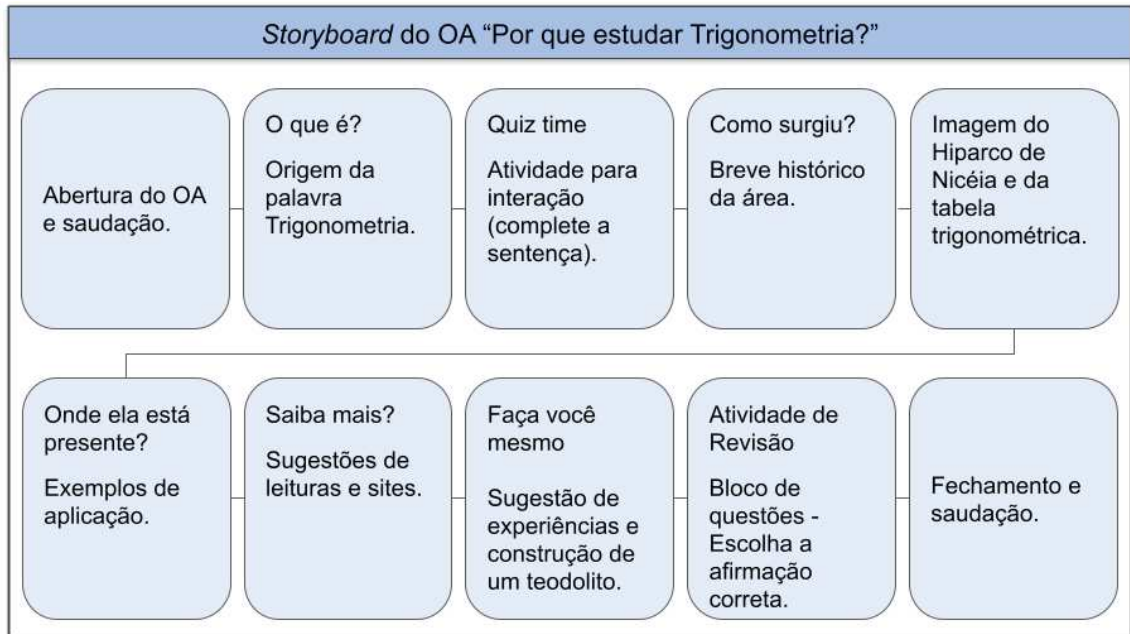 Storyboard do OA “Por que estudar Trigonometria?”
Abertura do OA
e saudação.
O que é?
Origem da
palavra
Trigonometria.
Quiz time
Atividade para
interação
(complete a
sentença).
Como surgiu?
Breve histórico
da área.
Imagem do
Hiparco de
Nicéia e da
tabela
trigonométrica.
Onde ela está
presente?
Exemplos de
aplicação.
Saiba mais?
Sugestões de
leituras e sites.
Faça você
mesmo
Sugestão de
experiências e
construção de
um teodolito.
Atividade de
Revisão
Bloco de
questões -
Escolha a
afirmação
correta.
Fechamento e
saudação.